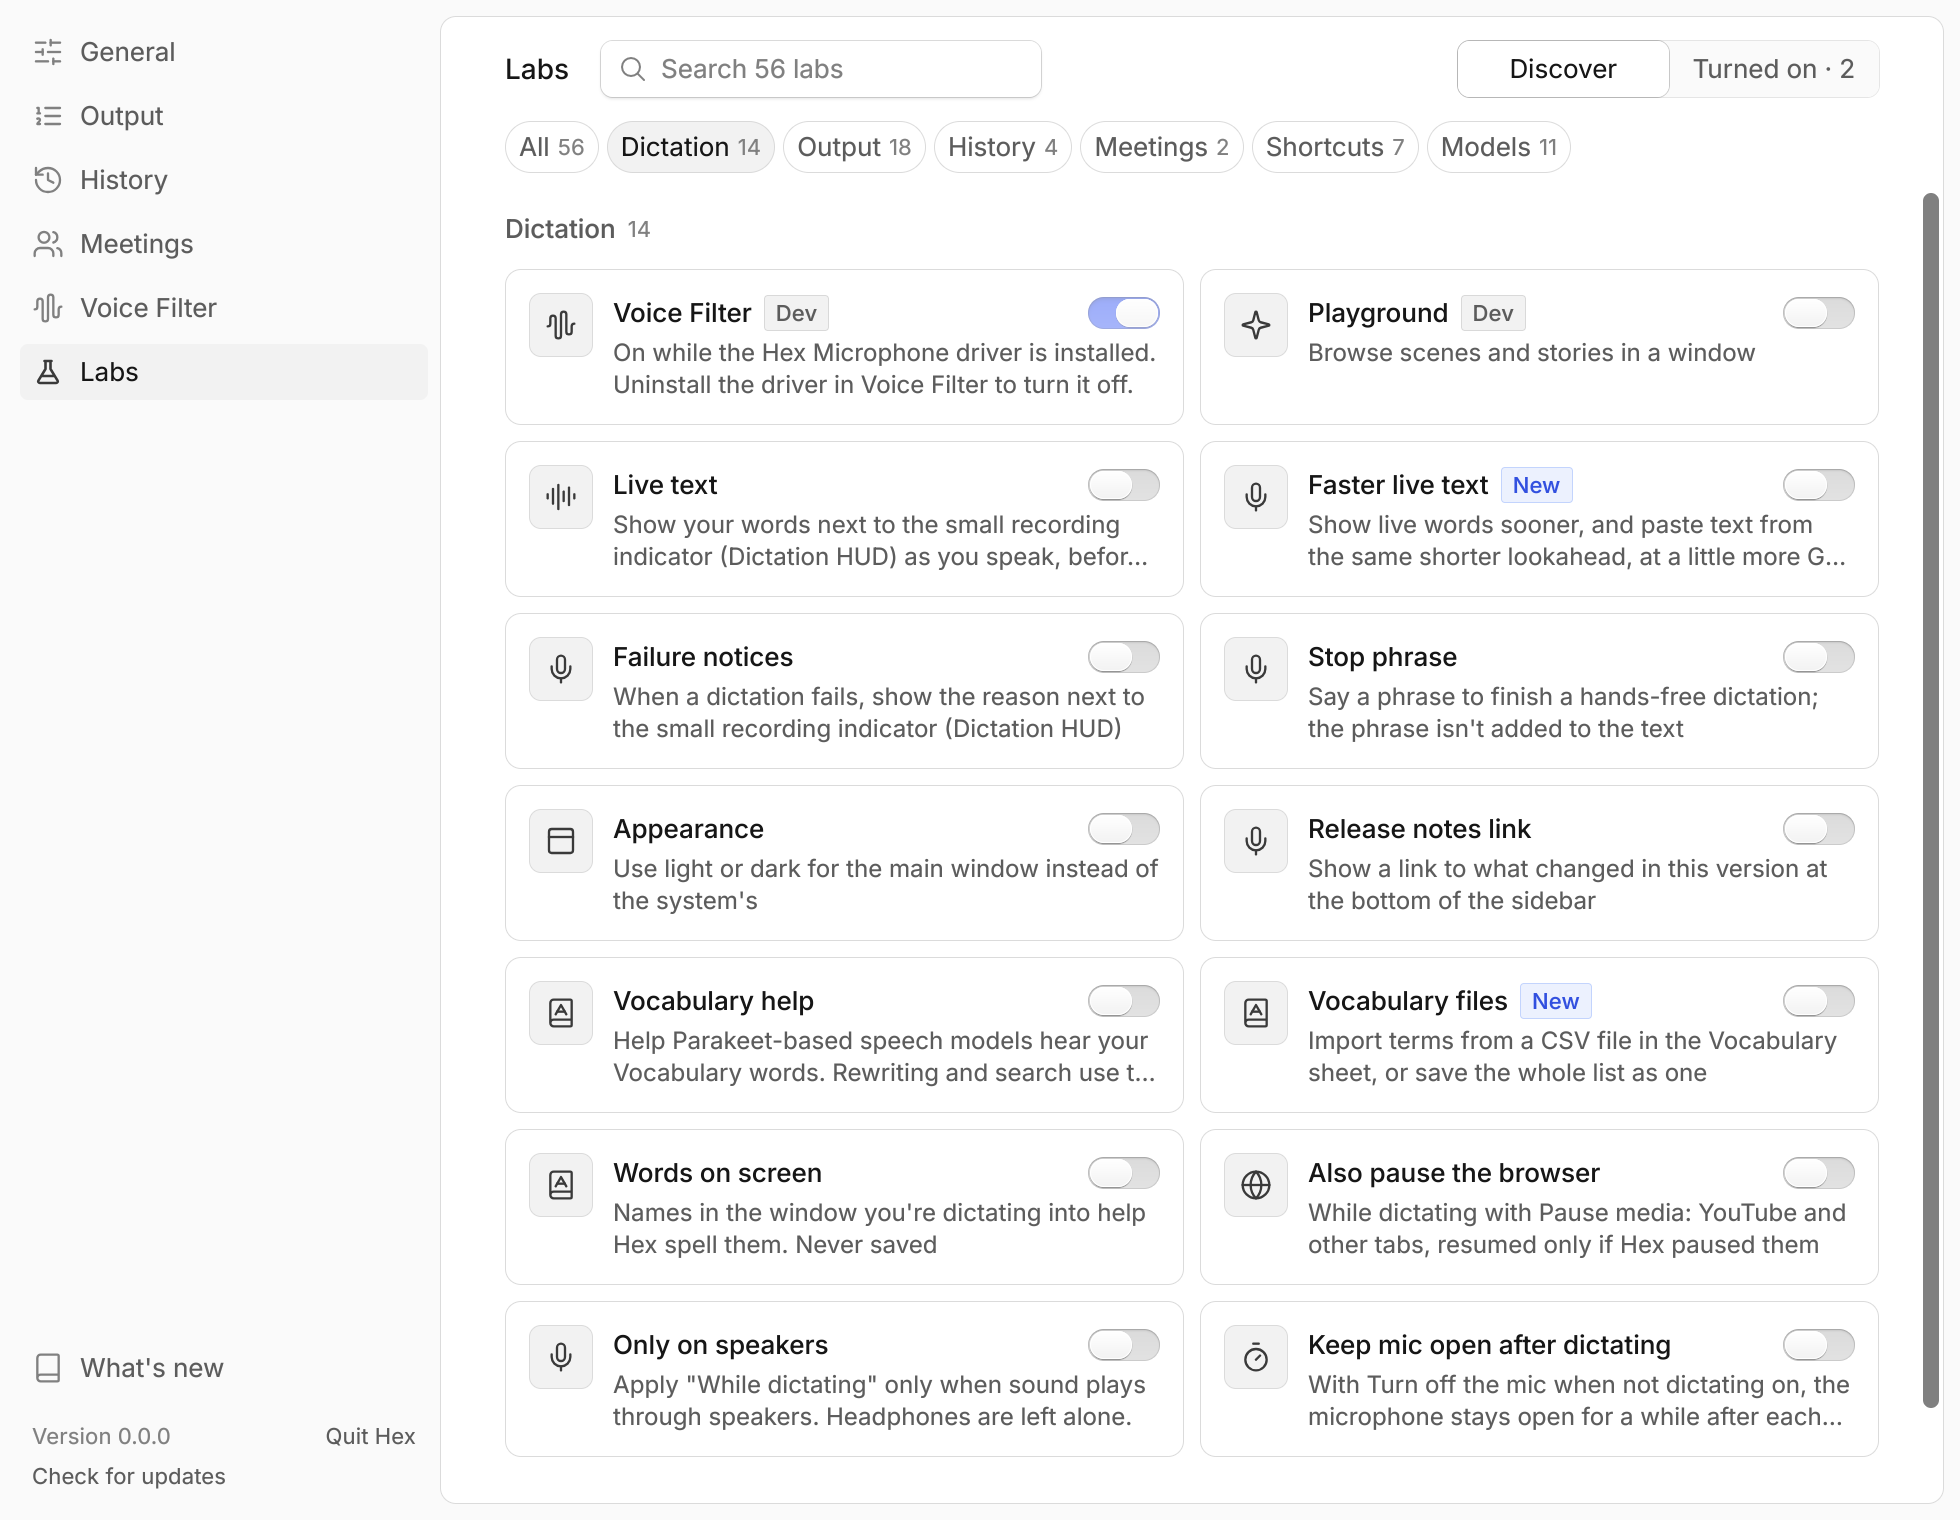 General
Output
History
Meetings
Voice Filter
Labs
What's new
Version 0.0.0
Quit Hex
Check for updates
Labs
Search 56 labs
Discover
Turned on · 2
All 56
Dictation 14
Output 18
History 4
Meetings 2
Shortcuts 7
Models 11
Dictation 14
Voice Filter Dev
On while the Hex Microphone driver is installed.
Uninstall the driver in Voice Filter to turn it off.
Playground Dev
Browse scenes and stories in a window
Live text
Show your words next to the small recording
indicator (Dictation HUD) as you speak, befor...
Faster live text New
Show live words sooner, and paste text from
the same shorter lookahead, at a little more G...
Failure notices
When a dictation fails, show the reason next to
the small recording indicator (Dictation HUD)
Stop phrase
Say a phrase to finish a hands-free dictation;
the phrase isn't added to the text
Appearance
Use light or dark for the main window instead of
the system's
Release notes link
Show a link to what changed in this version at
the bottom of the sidebar
Vocabulary help
Help Parakeet-based speech models hear your
Vocabulary words. Rewriting and search use t...
Vocabulary files New
Import terms from a CSV file in the Vocabulary
sheet, or save the whole list as one
Words on screen
Names in the window you're dictating into help
Hex spell them. Never saved
Also pause the browser
While dictating with Pause media: YouTube and
other tabs, resumed only if Hex paused them
Only on speakers
Apply "While dictating" only when sound plays
through speakers. Headphones are left alone.
Keep mic open after dictating
With Turn off the mic when not dictating on, the
microphone stays open for a while after each...